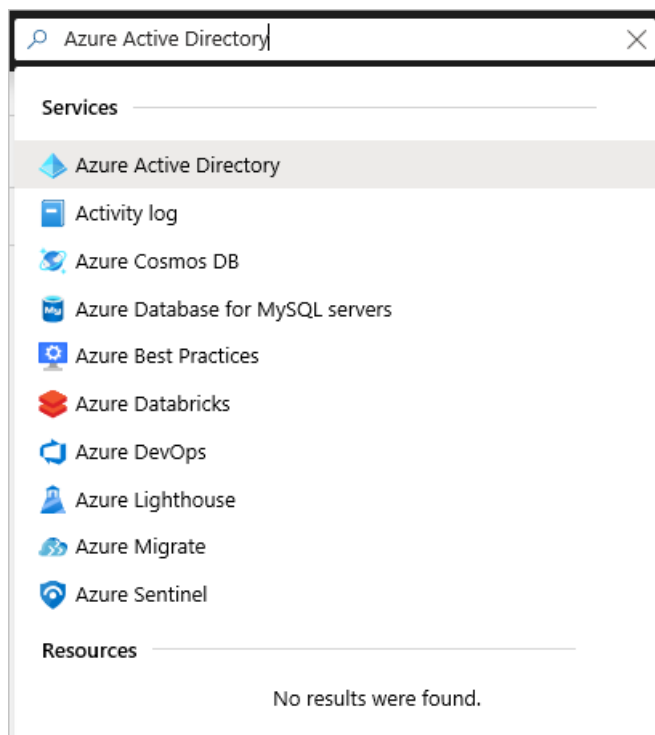 Azure Active Directory
Services
Azure Active Directory
Activity log
Azure Cosmos DB
My
Azure Database for MySQL servers
Azure Best Practices
Azure Databricks
Azure DevOps
Azure Lighthouse
Azure Migrate
Azure Sentinel
Resources
No results were found.